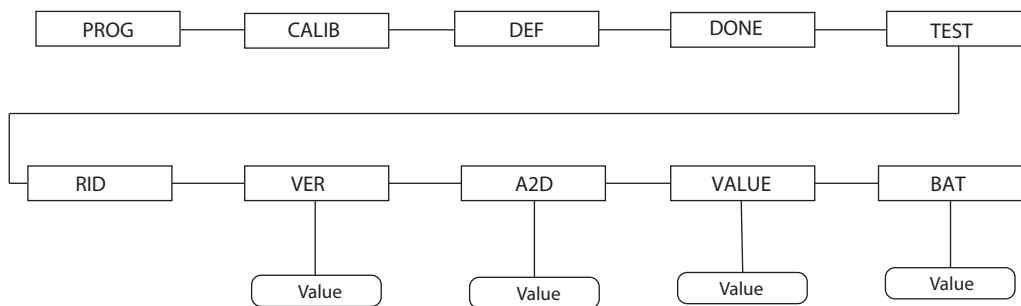 PROG CALIB DEF DONE TEST
RID VER A2D VALUE BAT
Value Value Value Value